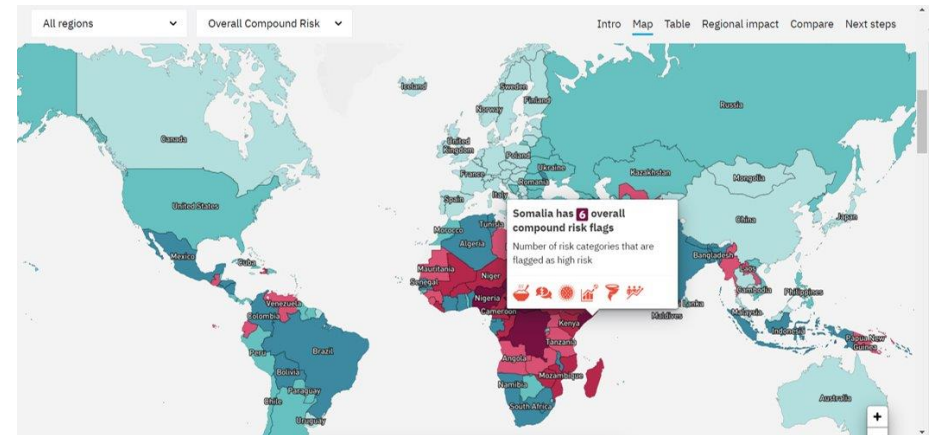 All regions
Overall Compound Risk
Intro Map Table Regional impact Compare Next steps
Iceland
Sweden
Finland
Norway
Russia
Canada
United
Kingdom
Poland
Ukraine
France
Romania
Kazakhstan
Mongolia
Spain
Italy
United States
China
Japan
Somalia has 6 overall
compound risk flags
Number of risk categories that are
flagged as high risk
Morocco
Tunisia
Algeria
Mexico
Cuba
Bangladesh
Laos
Mauritania
Niger
Senegal
Nigeria
Cameroon
Cambodia
Philippines
Venezuela
Colombia
Lanka
Maldives
Malaysia
Kenya
Indonesia
Peru
Brazil
Tanzania
Papua New
Guinea
Angola
Bolivia
Mozambique
Namibia
Paraguay
Chile
Australia
South Africa
Uruguay
+